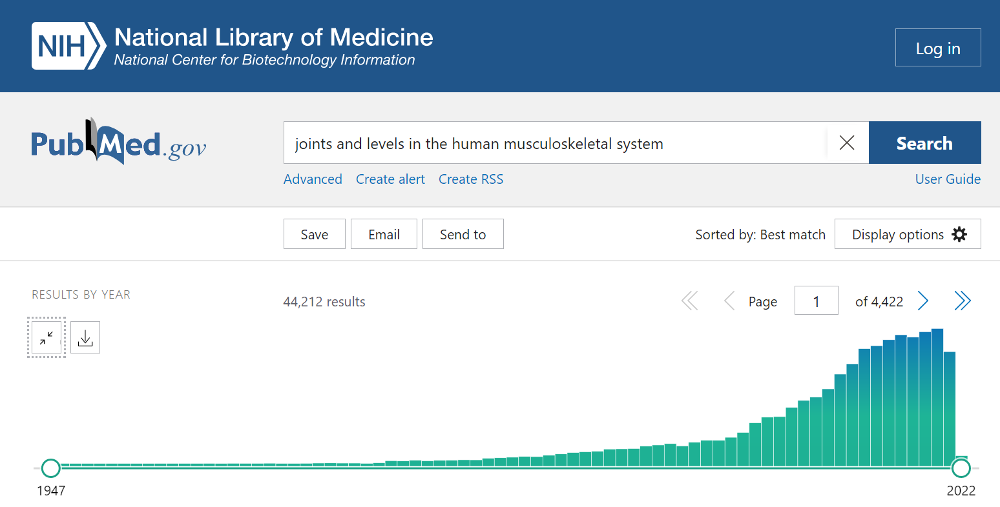 NIH National Library of Medicine
National Center for Biotechnology Information
Log in
PubMed.gov
joints and levels in the human musculoskeletal system
Search
Advanced Create alert Create RSS User Guide
Save Email Send to Sorted by: Best match Display options
RESULTS BY YEAR
44,212 results Page 1 of 4,422
1947 2022